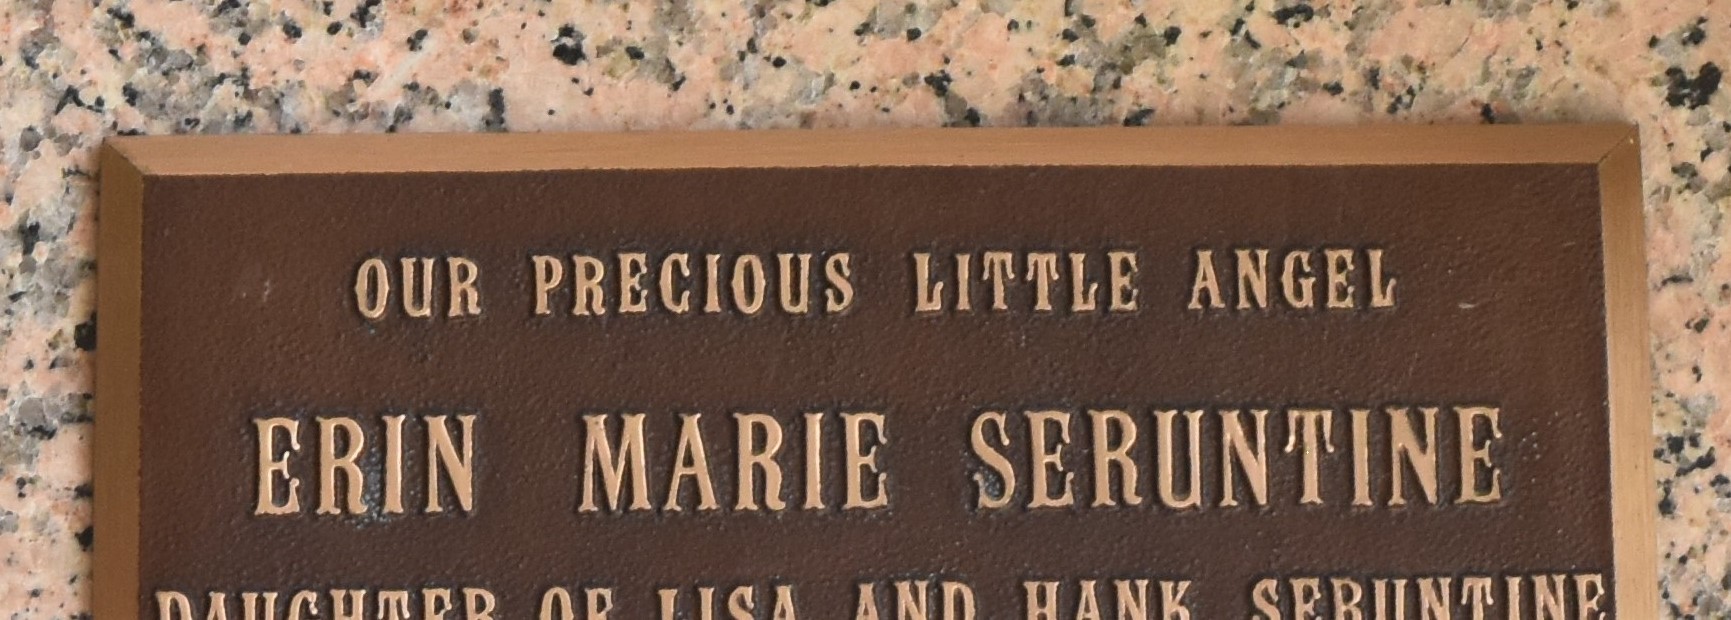 OUR PRECIOUS LITTLE ANGEL
ERIN MARIE SERUNTINE
DAUGHTER OF LISA AND HANK SERUNTINE